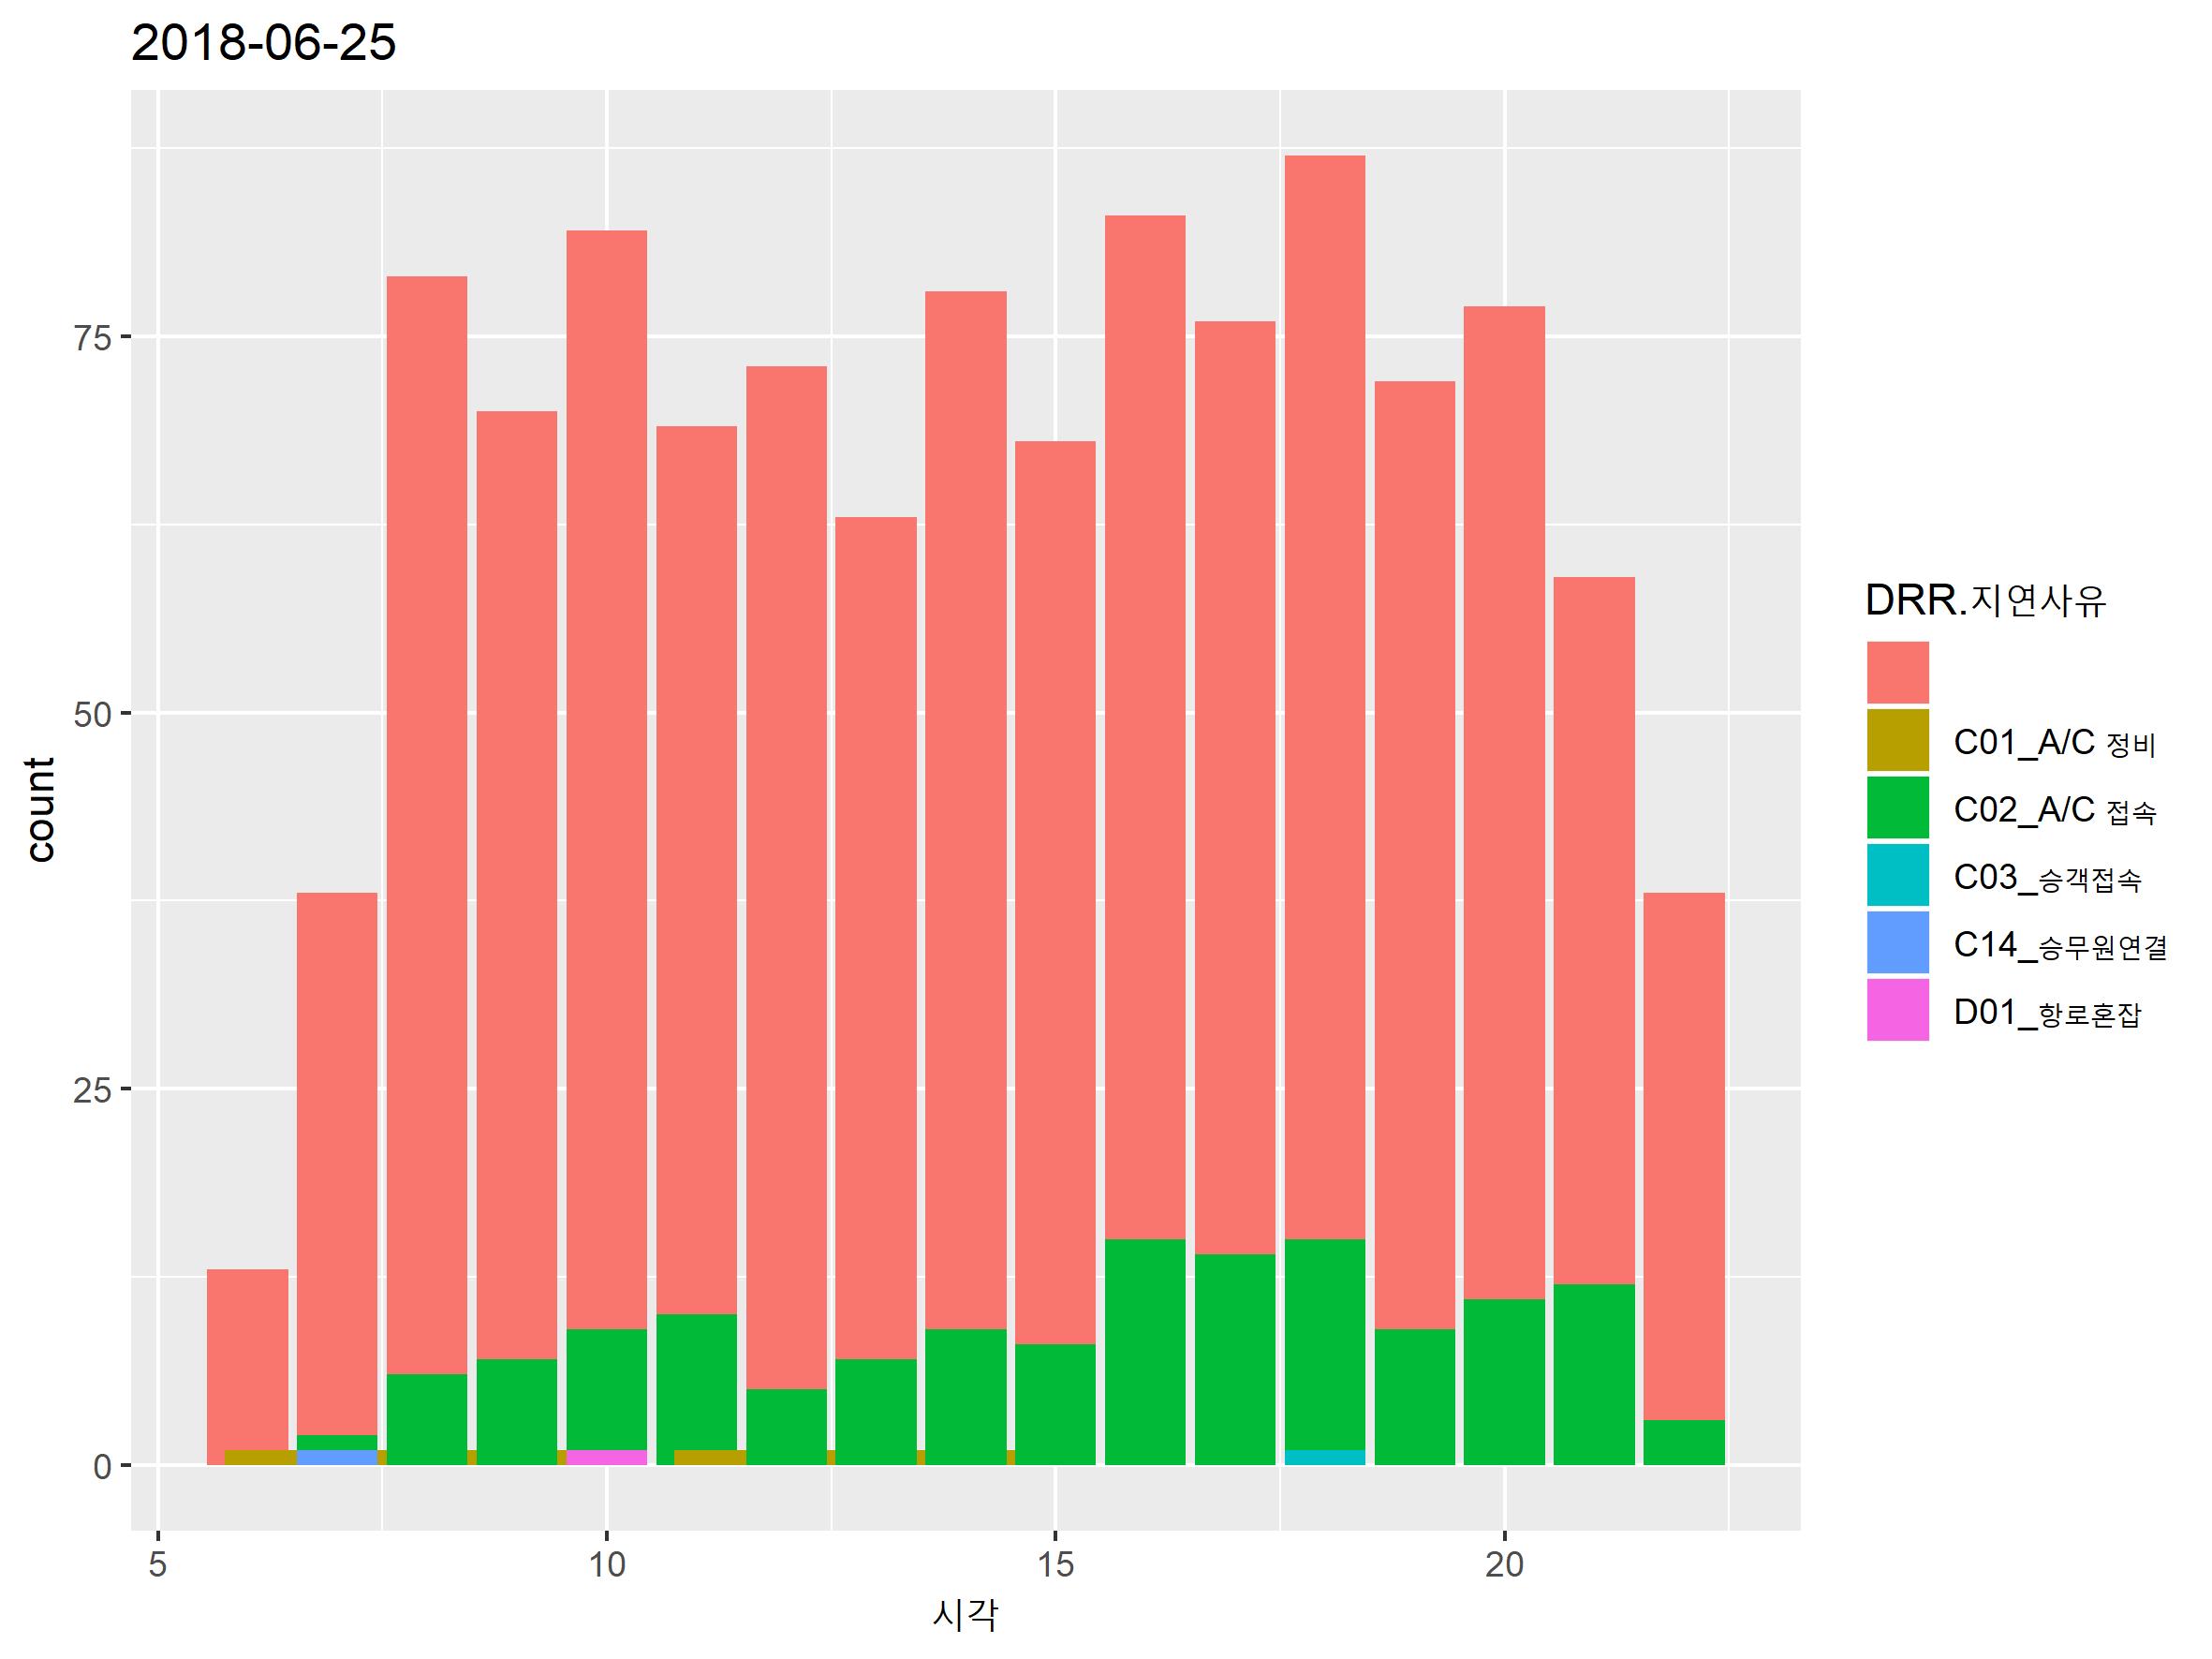 2018-06-25
count
75
50
25
0
5 10 15 20
시각
DRR.지연사유
C01_A/C 정비
C02_A/C 접속
C03_승객접속
C14_승무원연결
D01_항로혼잡